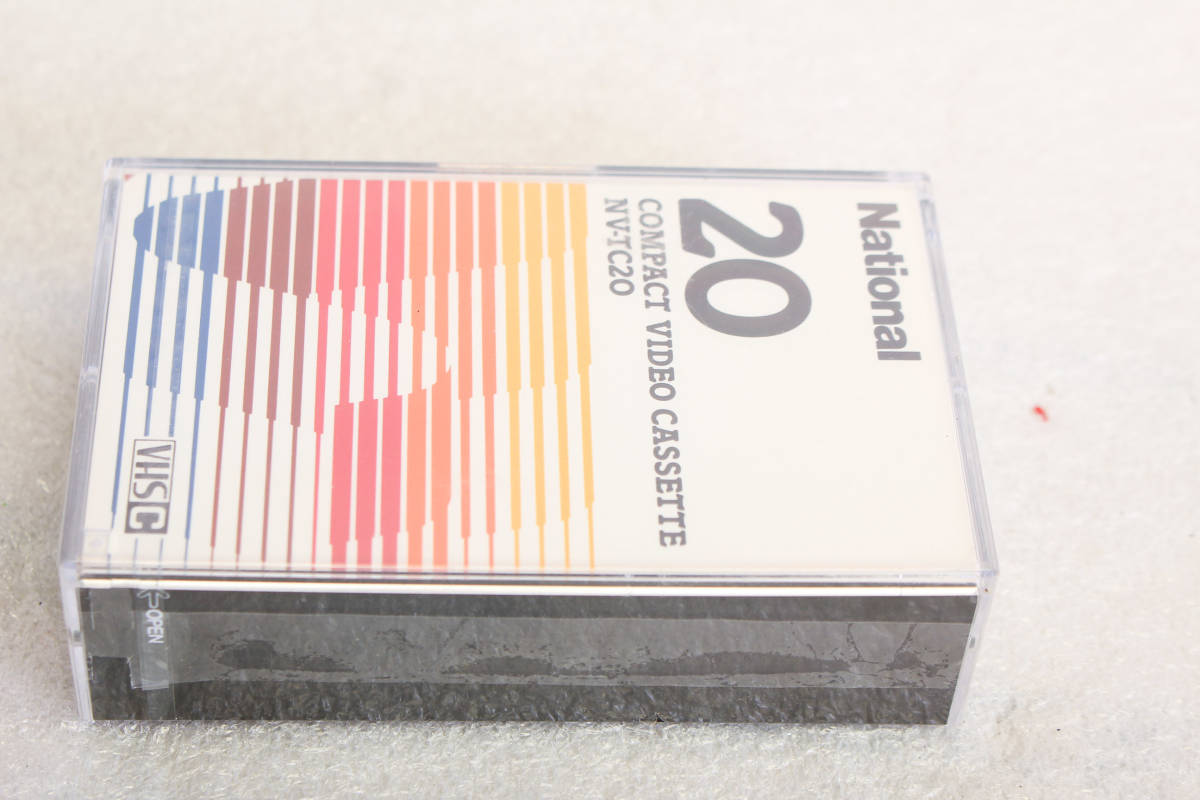 National
20
COMPACT VIDEO CASSETTE
NV-TC20
VHS C
OPEN